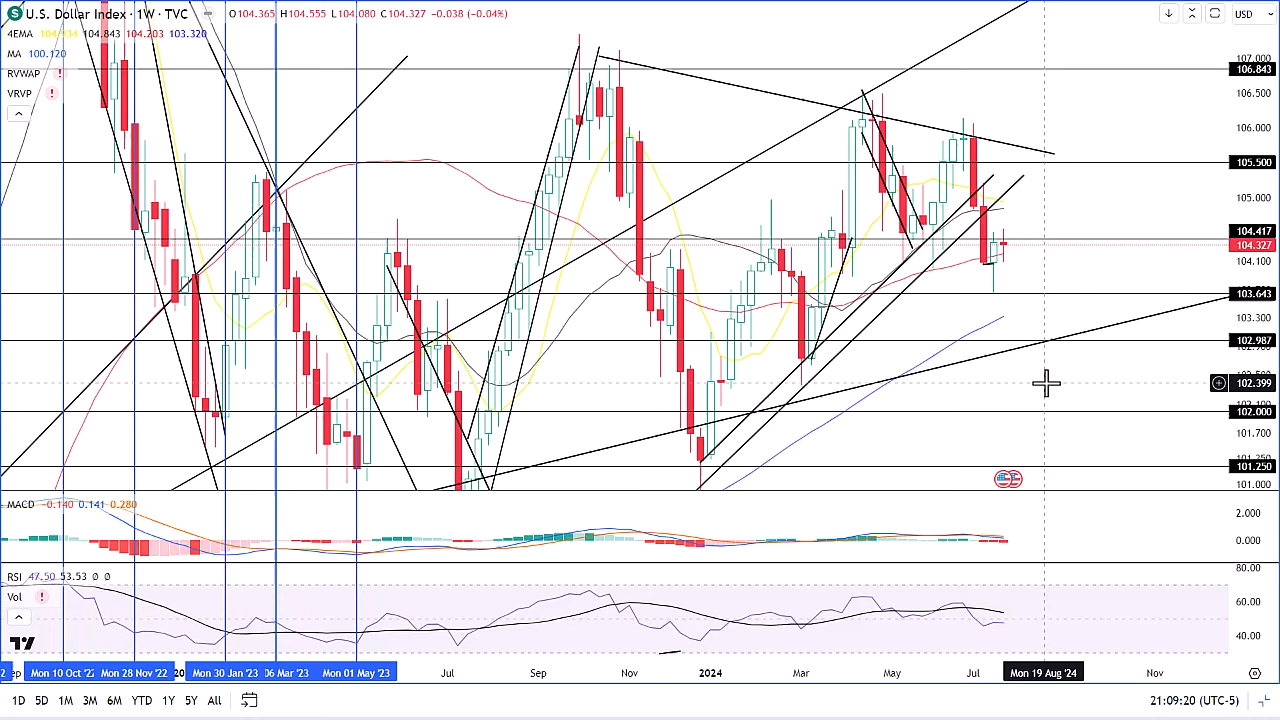 U.S. Dollar Index · 1W · TVC O104.365 H104.555 L104.080 C104.327 −0.038 (−0.04%)
USD
4EMA 104.843 104.203 103.320
MA 100.120
RVWAP
VRVP
107.000
106.843
106.500
106.000
105.500
105.000
104.417
104.327
104.100
103.643
103.300
102.987
102.399
102.000
101.700
101.250
101.000
MACD −0.140 0.141 0.280
2.000
0.000
RSI 47.50 53.53 0 0
Vol
80.00
60.00
40.00
Mon 10 Oct '22 Mon 28 Nov '22 Mon 30 Jan '23 06 Mar '23 Mon 01 May '23 Jul Sep Nov 2024 Mar May Jul Mon 19 Aug '24 Nov
1D 5D 1M 3M 6M YTD 1Y 5Y All 21:09:20 (UTC-5)